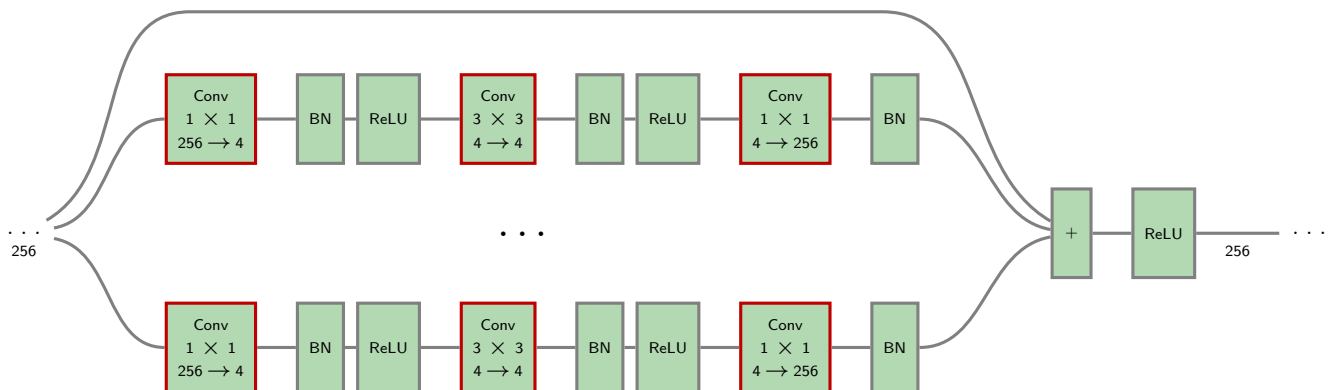 Conv
1 × 1
256 → 4
BN
ReLU
Conv
3 × 3
4 → 4
BN
ReLU
Conv
1 × 1
4 → 256
BN
. . .
256
. . .
+
ReLU
256
. . .
Conv
1 × 1
256 → 4
BN
ReLU
Conv
3 × 3
4 → 4
BN
ReLU
Conv
1 × 1
4 → 256
BN